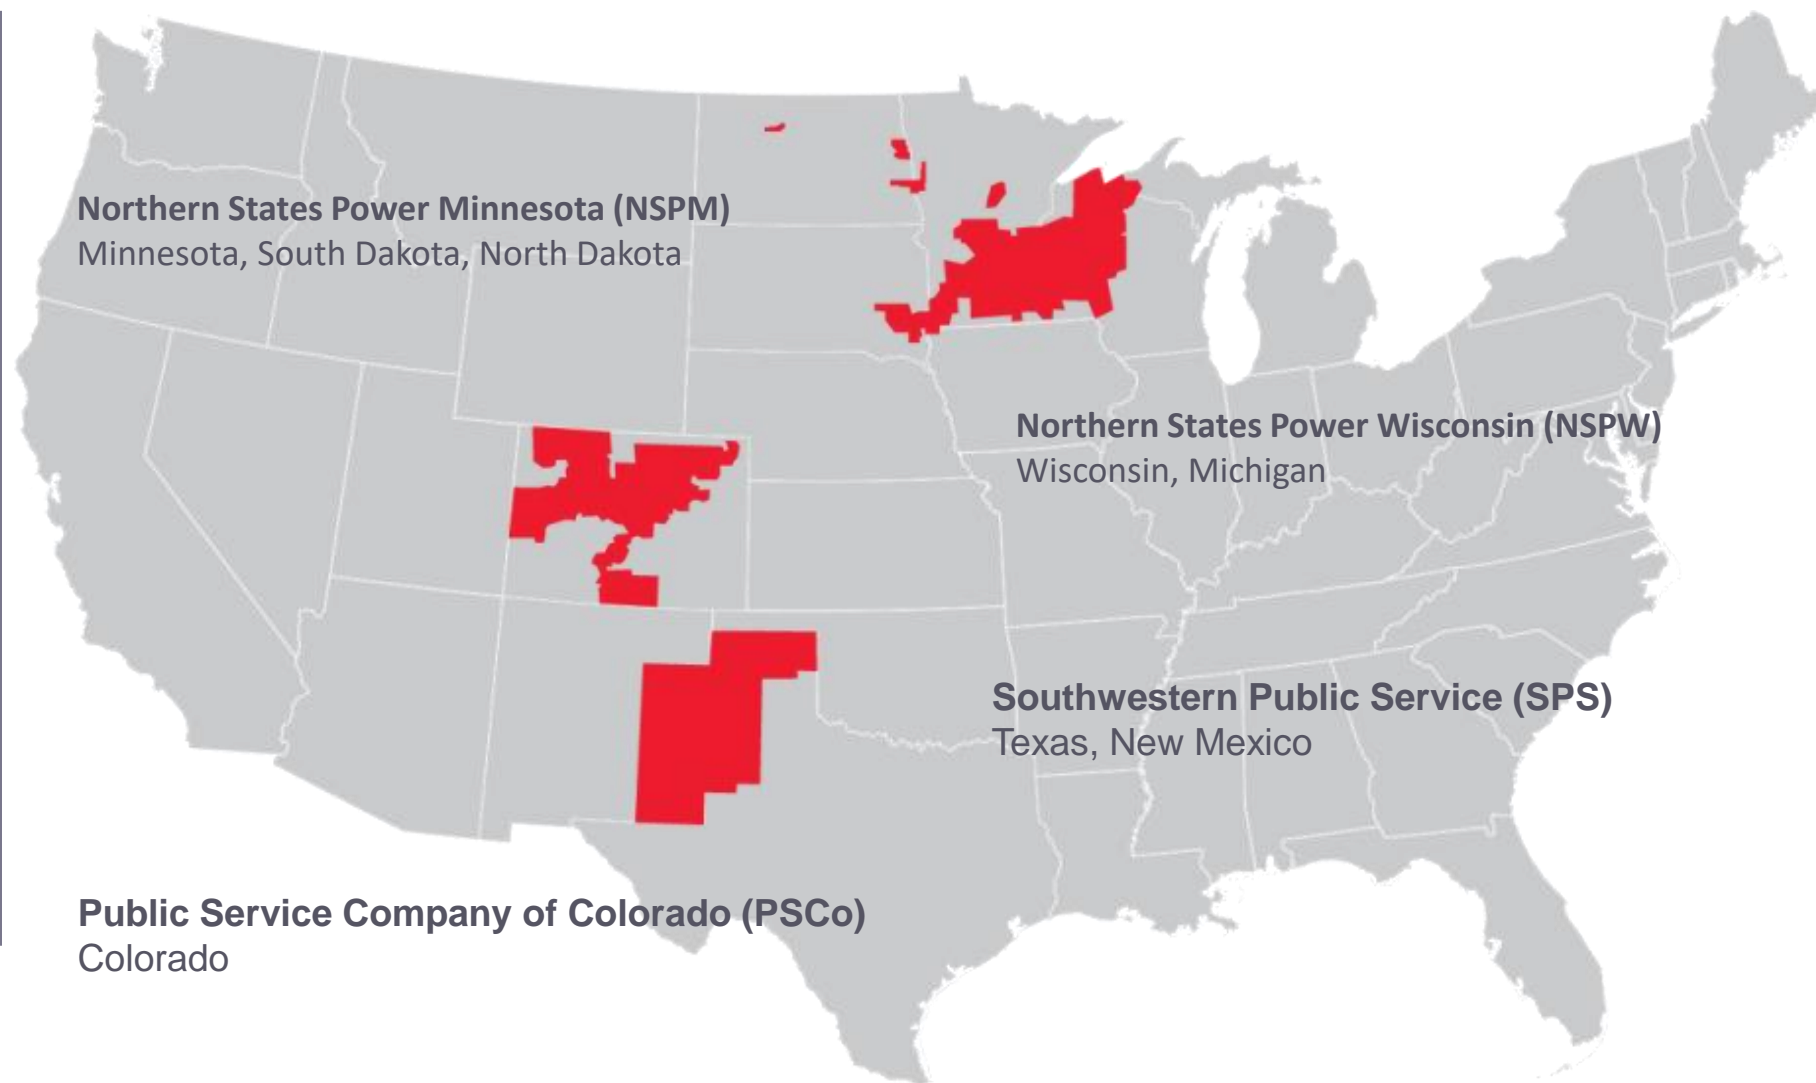 Northern States Power Minnesota (NSPM)
Minnesota, South Dakota, North Dakota
Northern States Power Wisconsin (NSPW)
Wisconsin, Michigan
Southwestern Public Service (SPS)
Texas, New Mexico
Public Service Company of Colorado (PSCo)
Colorado